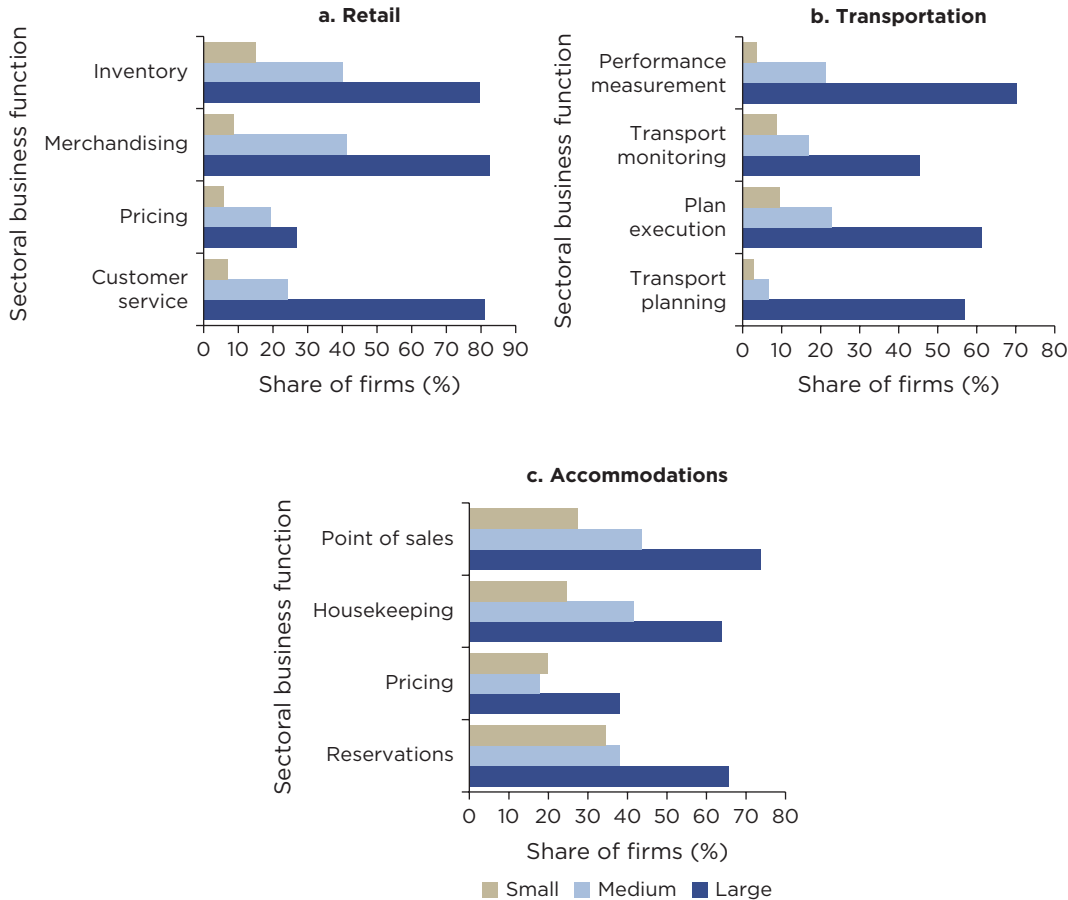 a. Retail
Sectoral business function
Inventory
Merchandising
Pricing
Customer
service
0 10 20 30 40 50 60 70 80 90
Share of firms (%)
b. Transportation
Sectoral business function
Performance
measurement
Transport
monitoring
Plan
execution
Transport
planning
0 10 20 30 40 50 60 70 80
Share of firms (%)
c. Accommodations
Sectoral business function
Point of sales
Housekeeping
Pricing
Reservations
0 10 20 30 40 50 60 70 80
Share of firms (%)
Small Medium Large